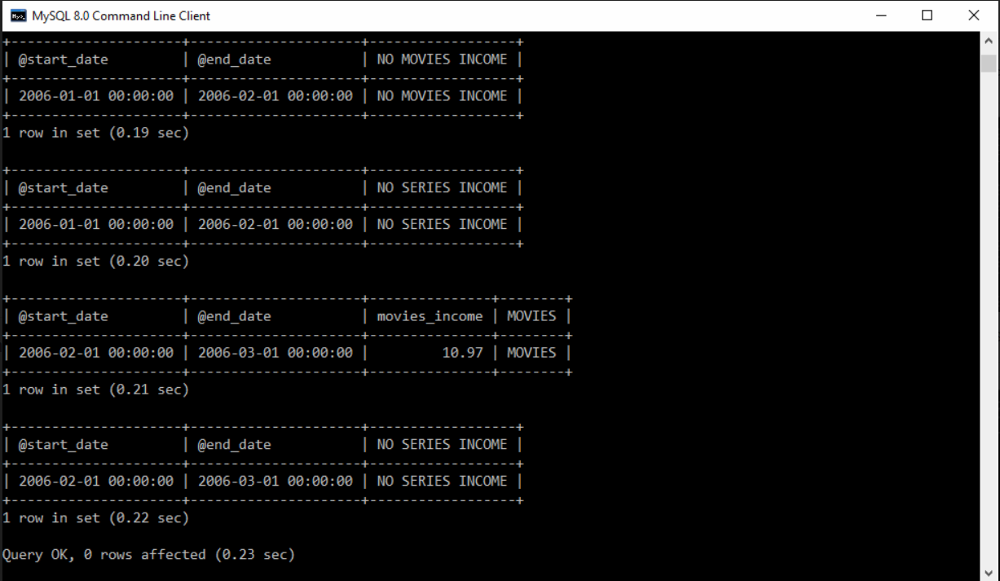 MySQL 8.0 Command Line Client
+---------------------+---------------------+------------------+
| @start_date         | @end_date           | NO MOVIES INCOME |
+---------------------+---------------------+------------------+
| 2006-01-01 00:00:00 | 2006-02-01 00:00:00 | NO MOVIES INCOME |
+---------------------+---------------------+------------------+
1 row in set (0.19 sec)

+---------------------+---------------------+------------------+
| @start_date         | @end_date           | NO SERIES INCOME |
+---------------------+---------------------+------------------+
| 2006-01-01 00:00:00 | 2006-02-01 00:00:00 | NO SERIES INCOME |
+---------------------+---------------------+------------------+
1 row in set (0.20 sec)

+---------------------+---------------------+---------------+--------+
| @start_date         | @end_date           | movies_income | MOVIES |
+---------------------+---------------------+---------------+--------+
| 2006-02-01 00:00:00 | 2006-03-01 00:00:00 |         10.97 | MOVIES |
+---------------------+---------------------+---------------+--------+
1 row in set (0.21 sec)

+---------------------+---------------------+------------------+
| @start_date         | @end_date           | NO SERIES INCOME |
+---------------------+---------------------+------------------+
| 2006-02-01 00:00:00 | 2006-03-01 00:00:00 | NO SERIES INCOME |
+---------------------+---------------------+------------------+
1 row in set (0.22 sec)

Query OK, 0 rows affected (0.23 sec)